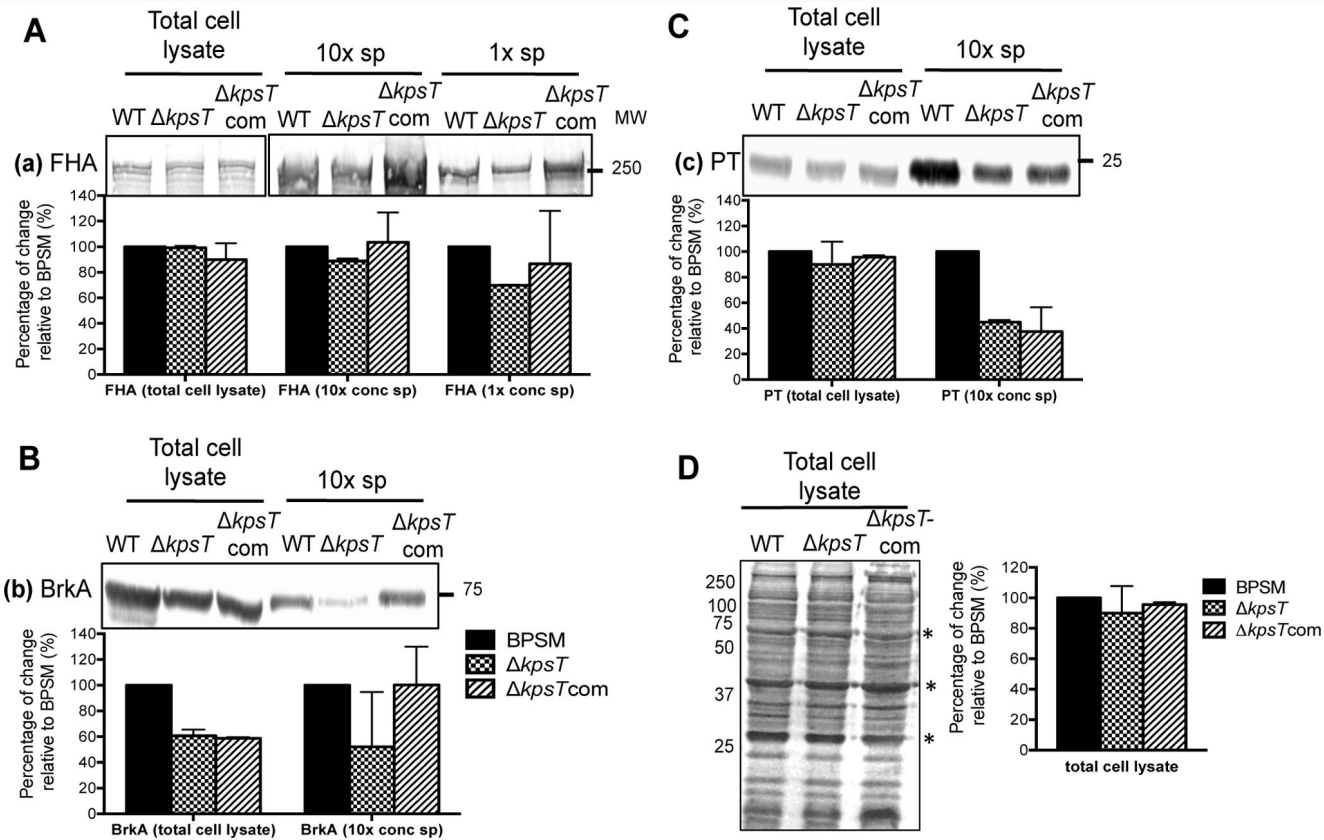 A
Total cell
lysate
10x sp
1x sp
WT ΔkpsT ΔkpsT com WT ΔkpsT ΔkpsT com WT ΔkpsT ΔkpsT com MW
(a) FHA
250
Percentage of change
relative to BPSM (%)
140
120
100
80
60
40
20
0
FHA (total cell lysate) FHA (10x conc sp) FHA (1x conc sp)
B
Total cell
lysate
10x sp
WT ΔkpsT ΔkpsT com WT ΔkpsT ΔkpsT com
(b) BrkA
75
Percentage of change
relative to BPSM (%)
140
120
100
80
60
40
20
0
BrkA (total cell lysate) BrkA (10x conc sp)
BPSM
ΔkpsT
ΔkpsTcom
C
Total cell
lysate
10x sp
WT ΔkpsT ΔkpsT com WT ΔkpsT ΔkpsT com
(c) PT
25
Percentage of change
relative to BPSM (%)
140
120
100
80
60
40
20
0
PT (total cell lysate) PT (10x conc sp)
D
Total cell
lysate
WT ΔkpsT ΔkpsT-com
250
100
75
50
37
25
*
*
*
Percentage of change
relative to BPSM (%)
120
100
80
60
40
20
0
total cell lysate
BPSM
ΔkpsT
ΔkpsTcom